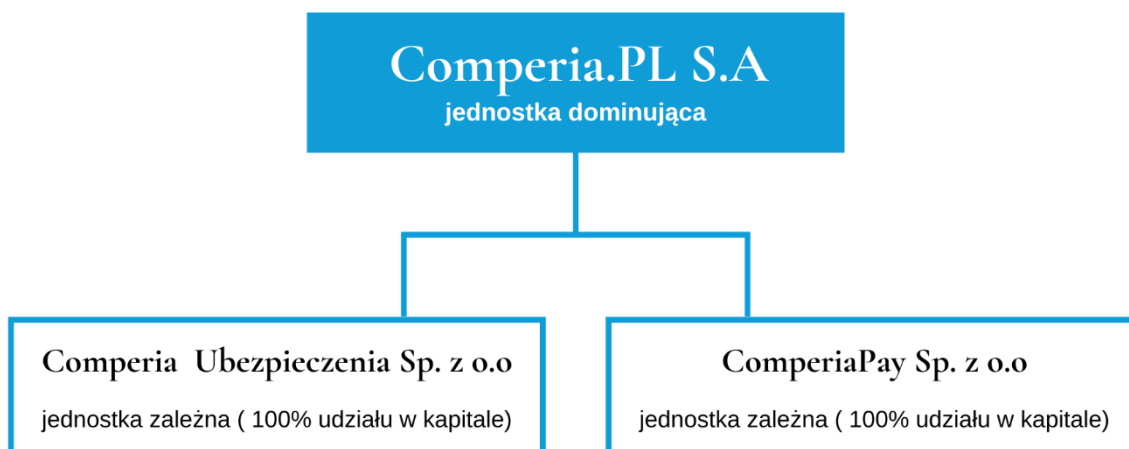 Comperia.PL S.A
jednostka dominująca
Comperia Ubezpieczenia Sp. z o.o
jednostka zależna ( 100% udziału w kapitale)
ComperiaPay Sp. z o.o
jednostka zależna ( 100% udziału w kapitale)